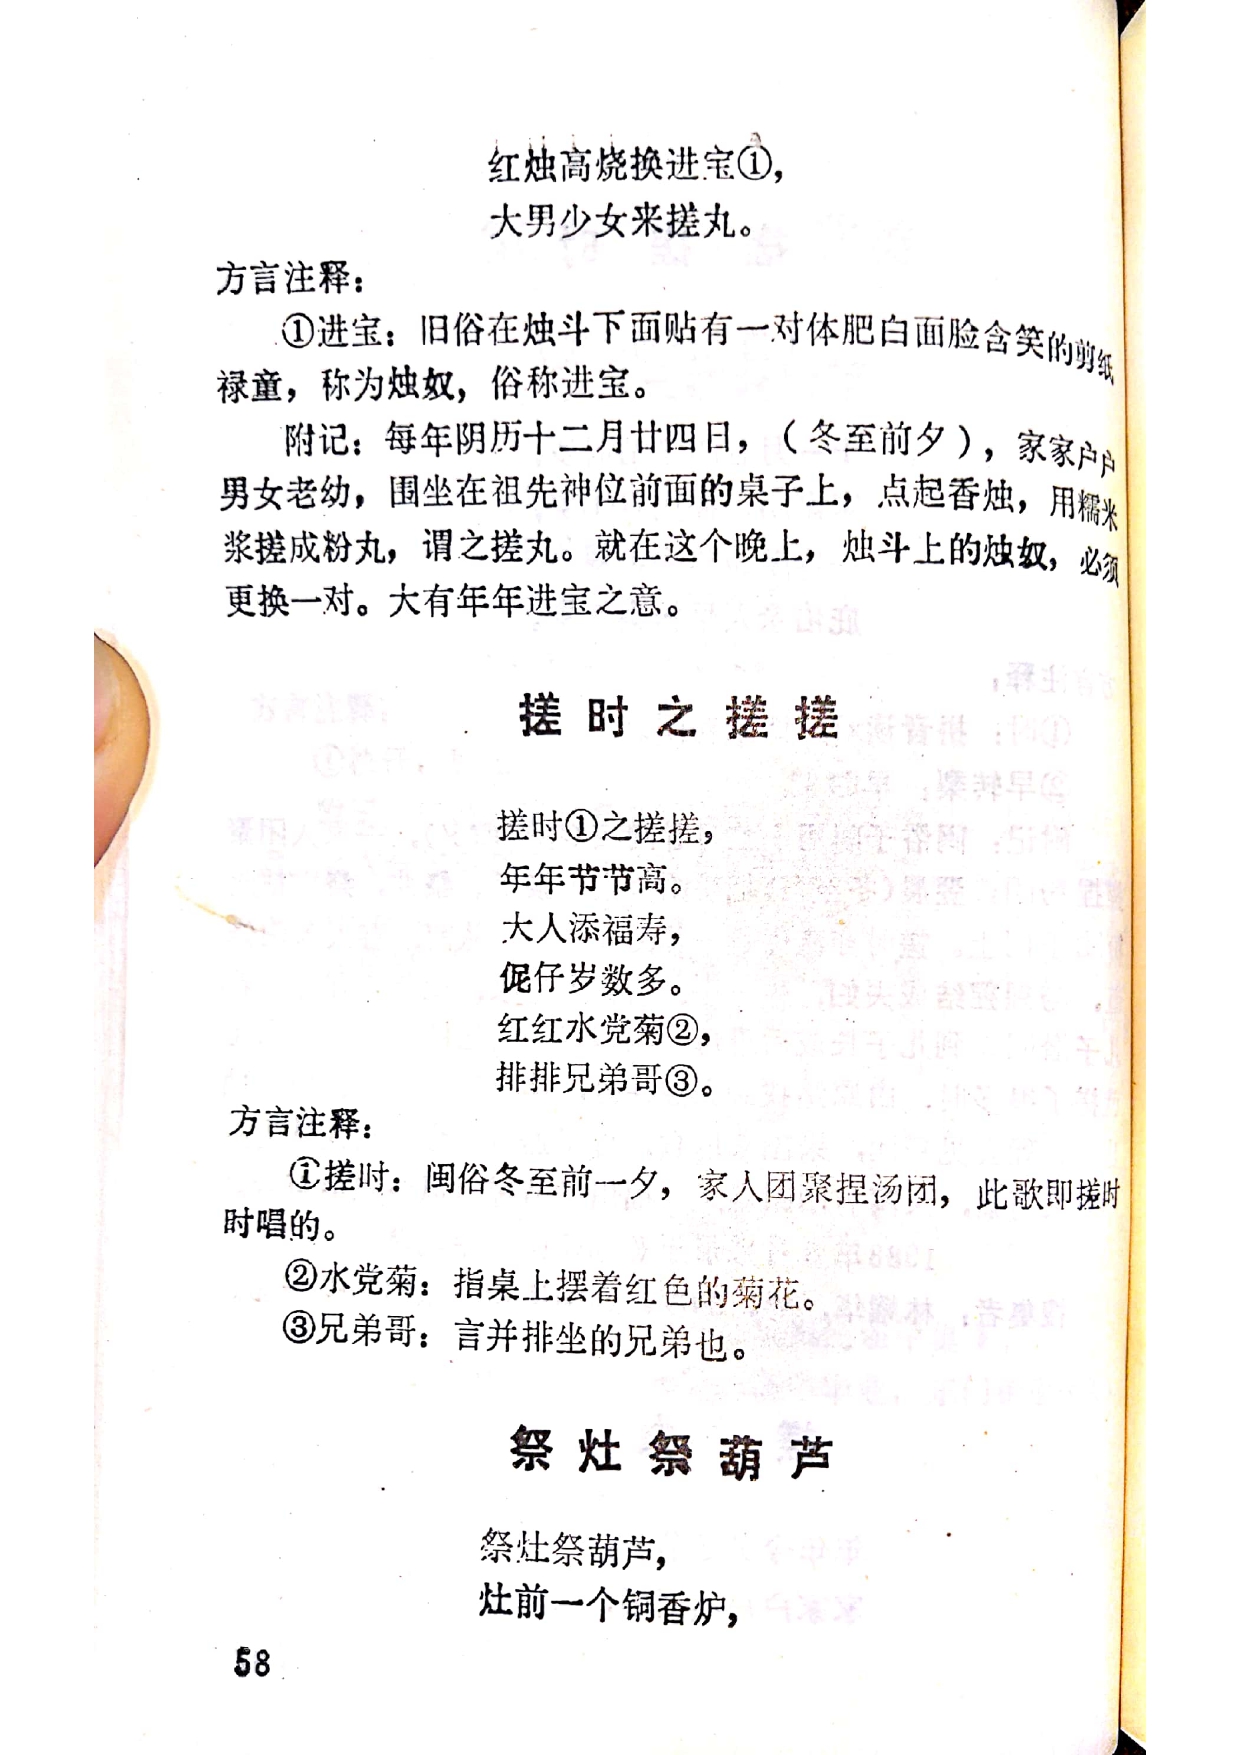 红烛高烧换进宝①，
大男少女来搓丸。
方言注释：
①进宝：旧俗在烛斗下面贴有一对体肥白面脸含笑的剪纸
禄童，称为烛奴，俗称进宝。
附记：每年阴历十二月廿四日，（冬至前夕），家家户户
男女老幼，围坐在祖先神位前面的桌子上，点起香烛，用糯米
浆搓成粉丸，谓之搓丸。就在这个晚上，烛斗上的烛奴，必须
更换一对。大有年年进宝之意。
搓时之搓搓
搓时①之搓搓，
年年节节高。
大人添福寿，
伲仔岁数多。
红红水党菊②，
排排兄弟哥③。
方言注释：
①搓时：闽俗冬至前一夕，家人团聚捏汤团，此歌即搓时
时唱的。
②水党菊：指桌上摆着红色的菊花。
③兄弟哥：言并排坐的兄弟也。
祭灶祭葫芦
祭灶祭葫芦，
灶前一个铜香炉，
58